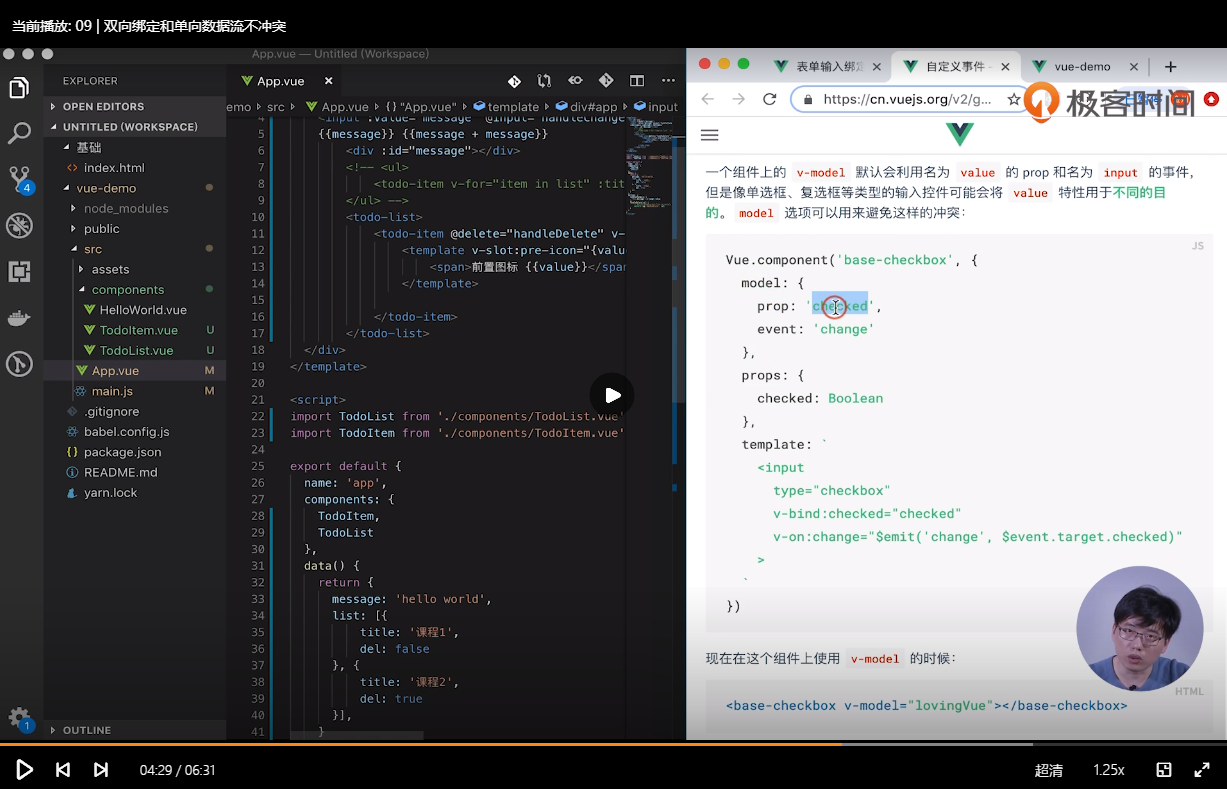 当前播放: 09 | 双向绑定和单向数据流不冲突
App.vue — Untitled (Workspace)
EXPLORER
OPEN EDITORS
UNTITLED (WORKSPACE)
基础
index.html
vue-demo
node_modules
public
src
assets
components
HelloWorld.vue
TodoItem.vue U
TodoList.vue U
App.vue M
main.js M
.gitignore
babel.config.js
package.json
README.md
yarn.lock
OUTLINE
4
1
App.vue
emo › src › App.vue › {} "App.vue" › template › div#app › input
4 <input :value="message" @input="handleChange
5 {{message}} {{message + message}}
6 <div :id="message"></div>
7 <!-- <ul>
8 <todo-item v-for="item in list" :tit
9 </ul> -->
10 <todo-list>
11 <todo-item @delete="handleDelete" v-
12 <template v-slot:pre-icon="{valu
13 <span>前置图标 {{value}}</span
14 </template>
15
16 </todo-item>
17 </todo-list>
18 </div>
19 </template>
20
21 <script>
22 import TodoList from './components/TodoList.vue'
23 import TodoItem from './components/TodoItem.vue'
24
25 export default {
26 name: 'app',
27 components: {
28 TodoItem,
29 TodoList
30 },
31 data() {
32 return {
33 message: 'hello world',
34 list: [{
35 title: '课程1',
36 del: false
37 }, {
38 title: '课程2',
39 del: true
40 }],
41 }
表单输入绑定
自定义事件 -
vue-demo
https://cn.vuejs.org/v2/g...
极客时间
一个组件上的 v-model 默认会利用名为 value 的 prop 和名为 input 的事件,
但是像单选框、复选框等类型的输入控件可能会将 value 特性用于不同的目
的。 model 选项可以用来避免这样的冲突:
JS
Vue.component('base-checkbox', {
model: {
prop: 'checked',
event: 'change'
},
props: {
checked: Boolean
},
template: `
<input
type="checkbox"
v-bind:checked="checked"
v-on:change="$emit('change', $event.target.checked)"
>
`
})
现在在这个组件上使用 v-model 的时候:
HTML
<base-checkbox v-model="lovingVue"></base-checkbox>
04:29 / 06:31
超清
1.25x